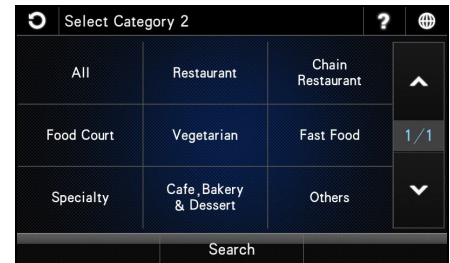 Select Category 2
?
All
Restaurant
Chain
Restaurant
Food Court
Vegetarian
Fast Food
1/1
Specialty
Cafe,Bakery
& Dessert
Others
Search